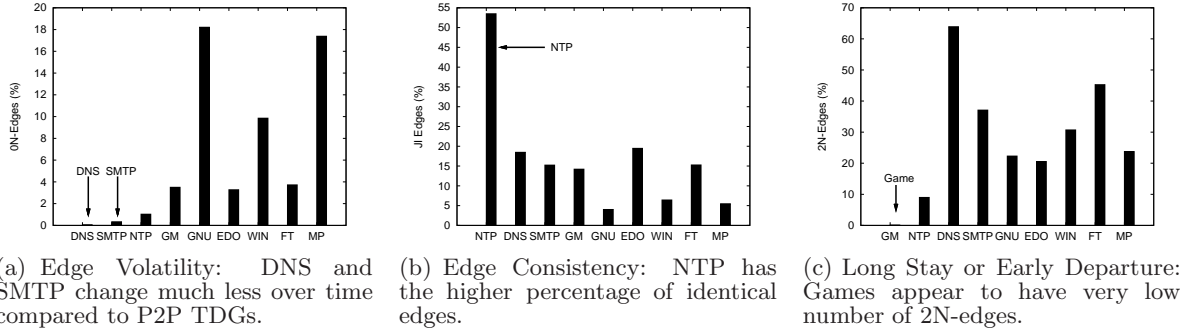 20
18
16
14
12
10
8
6
4
2
0
0N-Edges (%)
DNS SMTP
DNS SMTP NTP GM GNU EDO WIN FT MP
(a) Edge Volatility: DNS and
SMTP change much less over time
compared to P2P TDGs.
55
50
45
40
35
30
25
20
15
10
5
0
JI Edges (%)
NTP
NTP DNS SMTP GM GNU EDO WIN FT MP
(b) Edge Consistency: NTP has
the higher percentage of identical
edges.
70
60
50
40
30
20
10
0
2N-Edges (%)
Game
GM NTP DNS SMTP GNU EDO WIN FT MP
(c) Long Stay or Early Departure:
Games appear to have very low
number of 2N-edges.